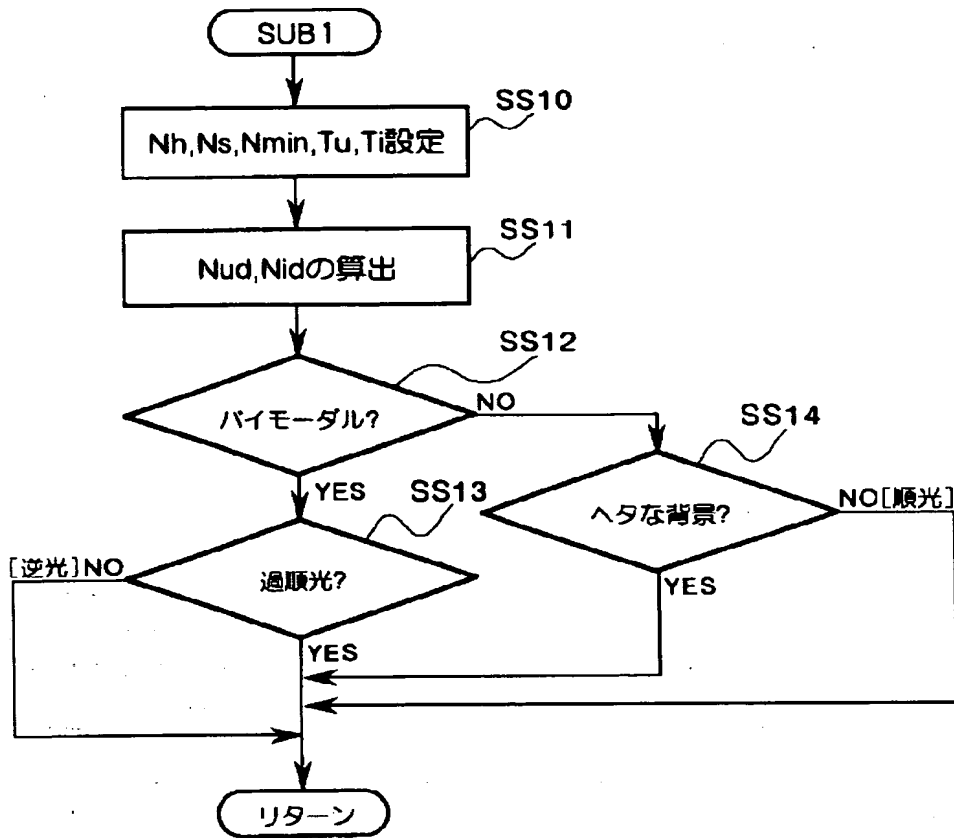 SUB1
SS10
Nh,Ns,Nmin,Tu,Ti設定
SS11
Nud,Nidの算出
SS12
バイモーダル?
NO
SS14
YES
SS13
ヘタな背景?
NO[順光]
[逆光]NO
過順光?
YES
YES
リターン